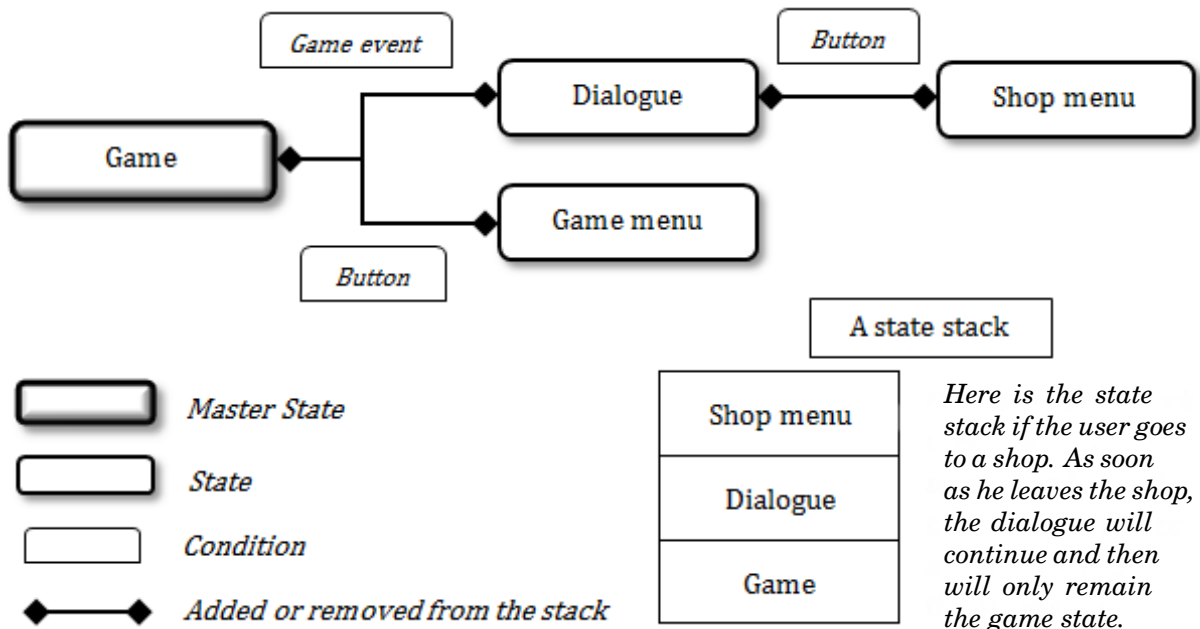 Game event
Button
Dialogue
Shop menu
Game
Game menu
Button
A state stack
Master State
State
Condition
Added or removed from the stack
Shop menu
Dialogue
Game
Here is the state
stack if the user goes
to a shop. As soon
as he leaves the shop,
the dialogue will
continue and then
will only remain
the game state.